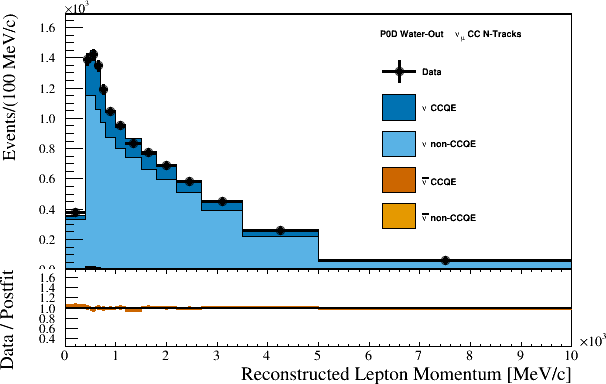 ×10³
P0D Water-Out ν_μ CC N-Tracks
Data
ν CCQE
ν non-CCQE
ν̅ CCQE
ν̅ non-CCQE
Events/(100 MeV/c)
1.6
1.4
1.2
1.0
0.8
0.6
0.4
0.2
0.0
Data / Postfit
1.6
1.4
1.2
1.0
0.8
0.6
0.4
0 1 2 3 4 5 6 7 8 9 10
×10³
Reconstructed Lepton Momentum [MeV/c]